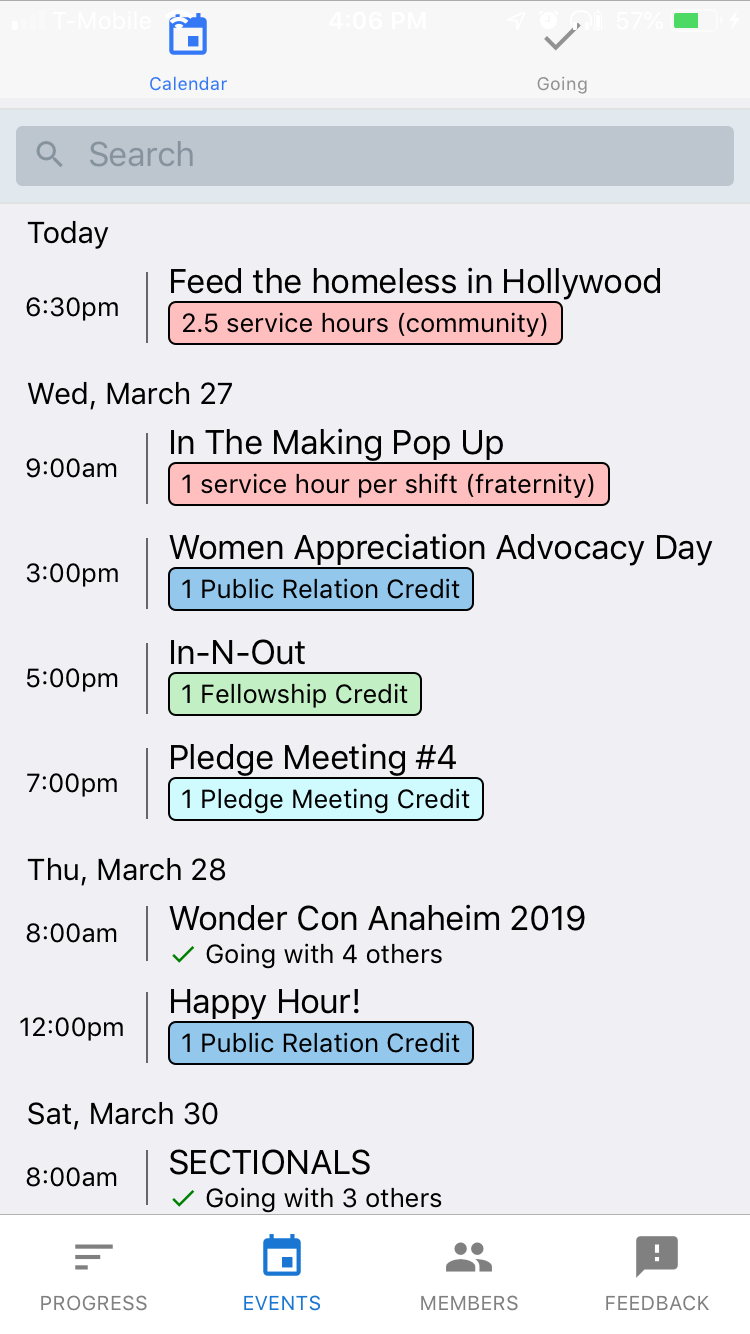 T-Mobile 4:06 PM 57%
Calendar Going
Search
Today
6:30pm Feed the homeless in Hollywood
2.5 service hours (community)
Wed, March 27
9:00am In The Making Pop Up
1 service hour per shift (fraternity)
3:00pm Women Appreciation Advocacy Day
1 Public Relation Credit
5:00pm In-N-Out
1 Fellowship Credit
7:00pm Pledge Meeting #4
1 Pledge Meeting Credit
Thu, March 28
8:00am Wonder Con Anaheim 2019
Going with 4 others
12:00pm Happy Hour!
1 Public Relation Credit
Sat, March 30
8:00am SECTIONALS
Going with 3 others
PROGRESS EVENTS MEMBERS FEEDBACK